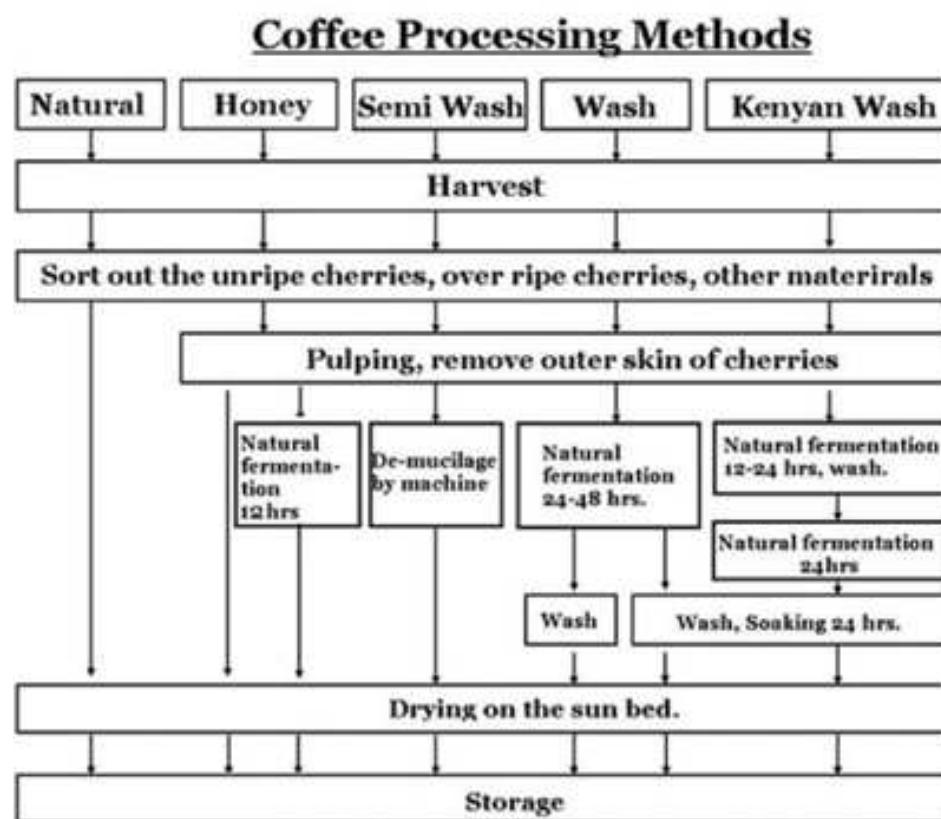 Coffee Processing Methods
Natural
Honey
Semi Wash
Wash
Kenyan Wash
Harvest
Sort out the unripe cherries, over ripe cherries, other materirals
Pulping, remove outer skin of cherries
Natural
fermenta-
tion
12hrs
De-mucilage
by machine
Natural
fermentation
24-48 hrs.
Natural fermentation
12-24 hrs, wash.
Natural fermentation
24hrs
Wash
Wash, Soaking 24 hrs.
Drying on the sun bed.
Storage